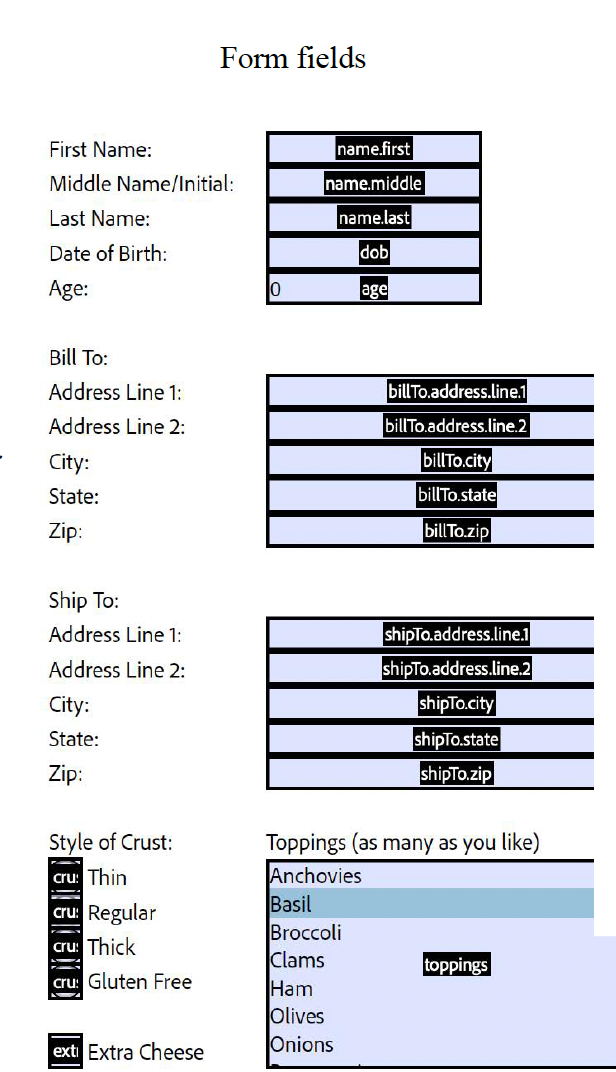 Form fields
First Name: name.first
Middle Name/Initial: name.middle
Last Name: name.last
Date of Birth: dob
Age: 0 age
Bill To:
Address Line 1: billTo.address.line.1
Address Line 2: billTo.address.line.2
City: billTo.city
State: billTo.state
Zip: billTo.zip
Ship To:
Address Line 1: shipTo.address.line.1
Address Line 2: shipTo.address.line.2
City: shipTo.city
State: shipTo.state
Zip: shipTo.zip
Style of Crust:
cru Thin
cru Regular
cru Thick
cru Gluten Free
ext Extra Cheese
Toppings (as many as you like)
Anchovies
Basil
Broccoli
Clams
toppings
Ham
Olives
Onions